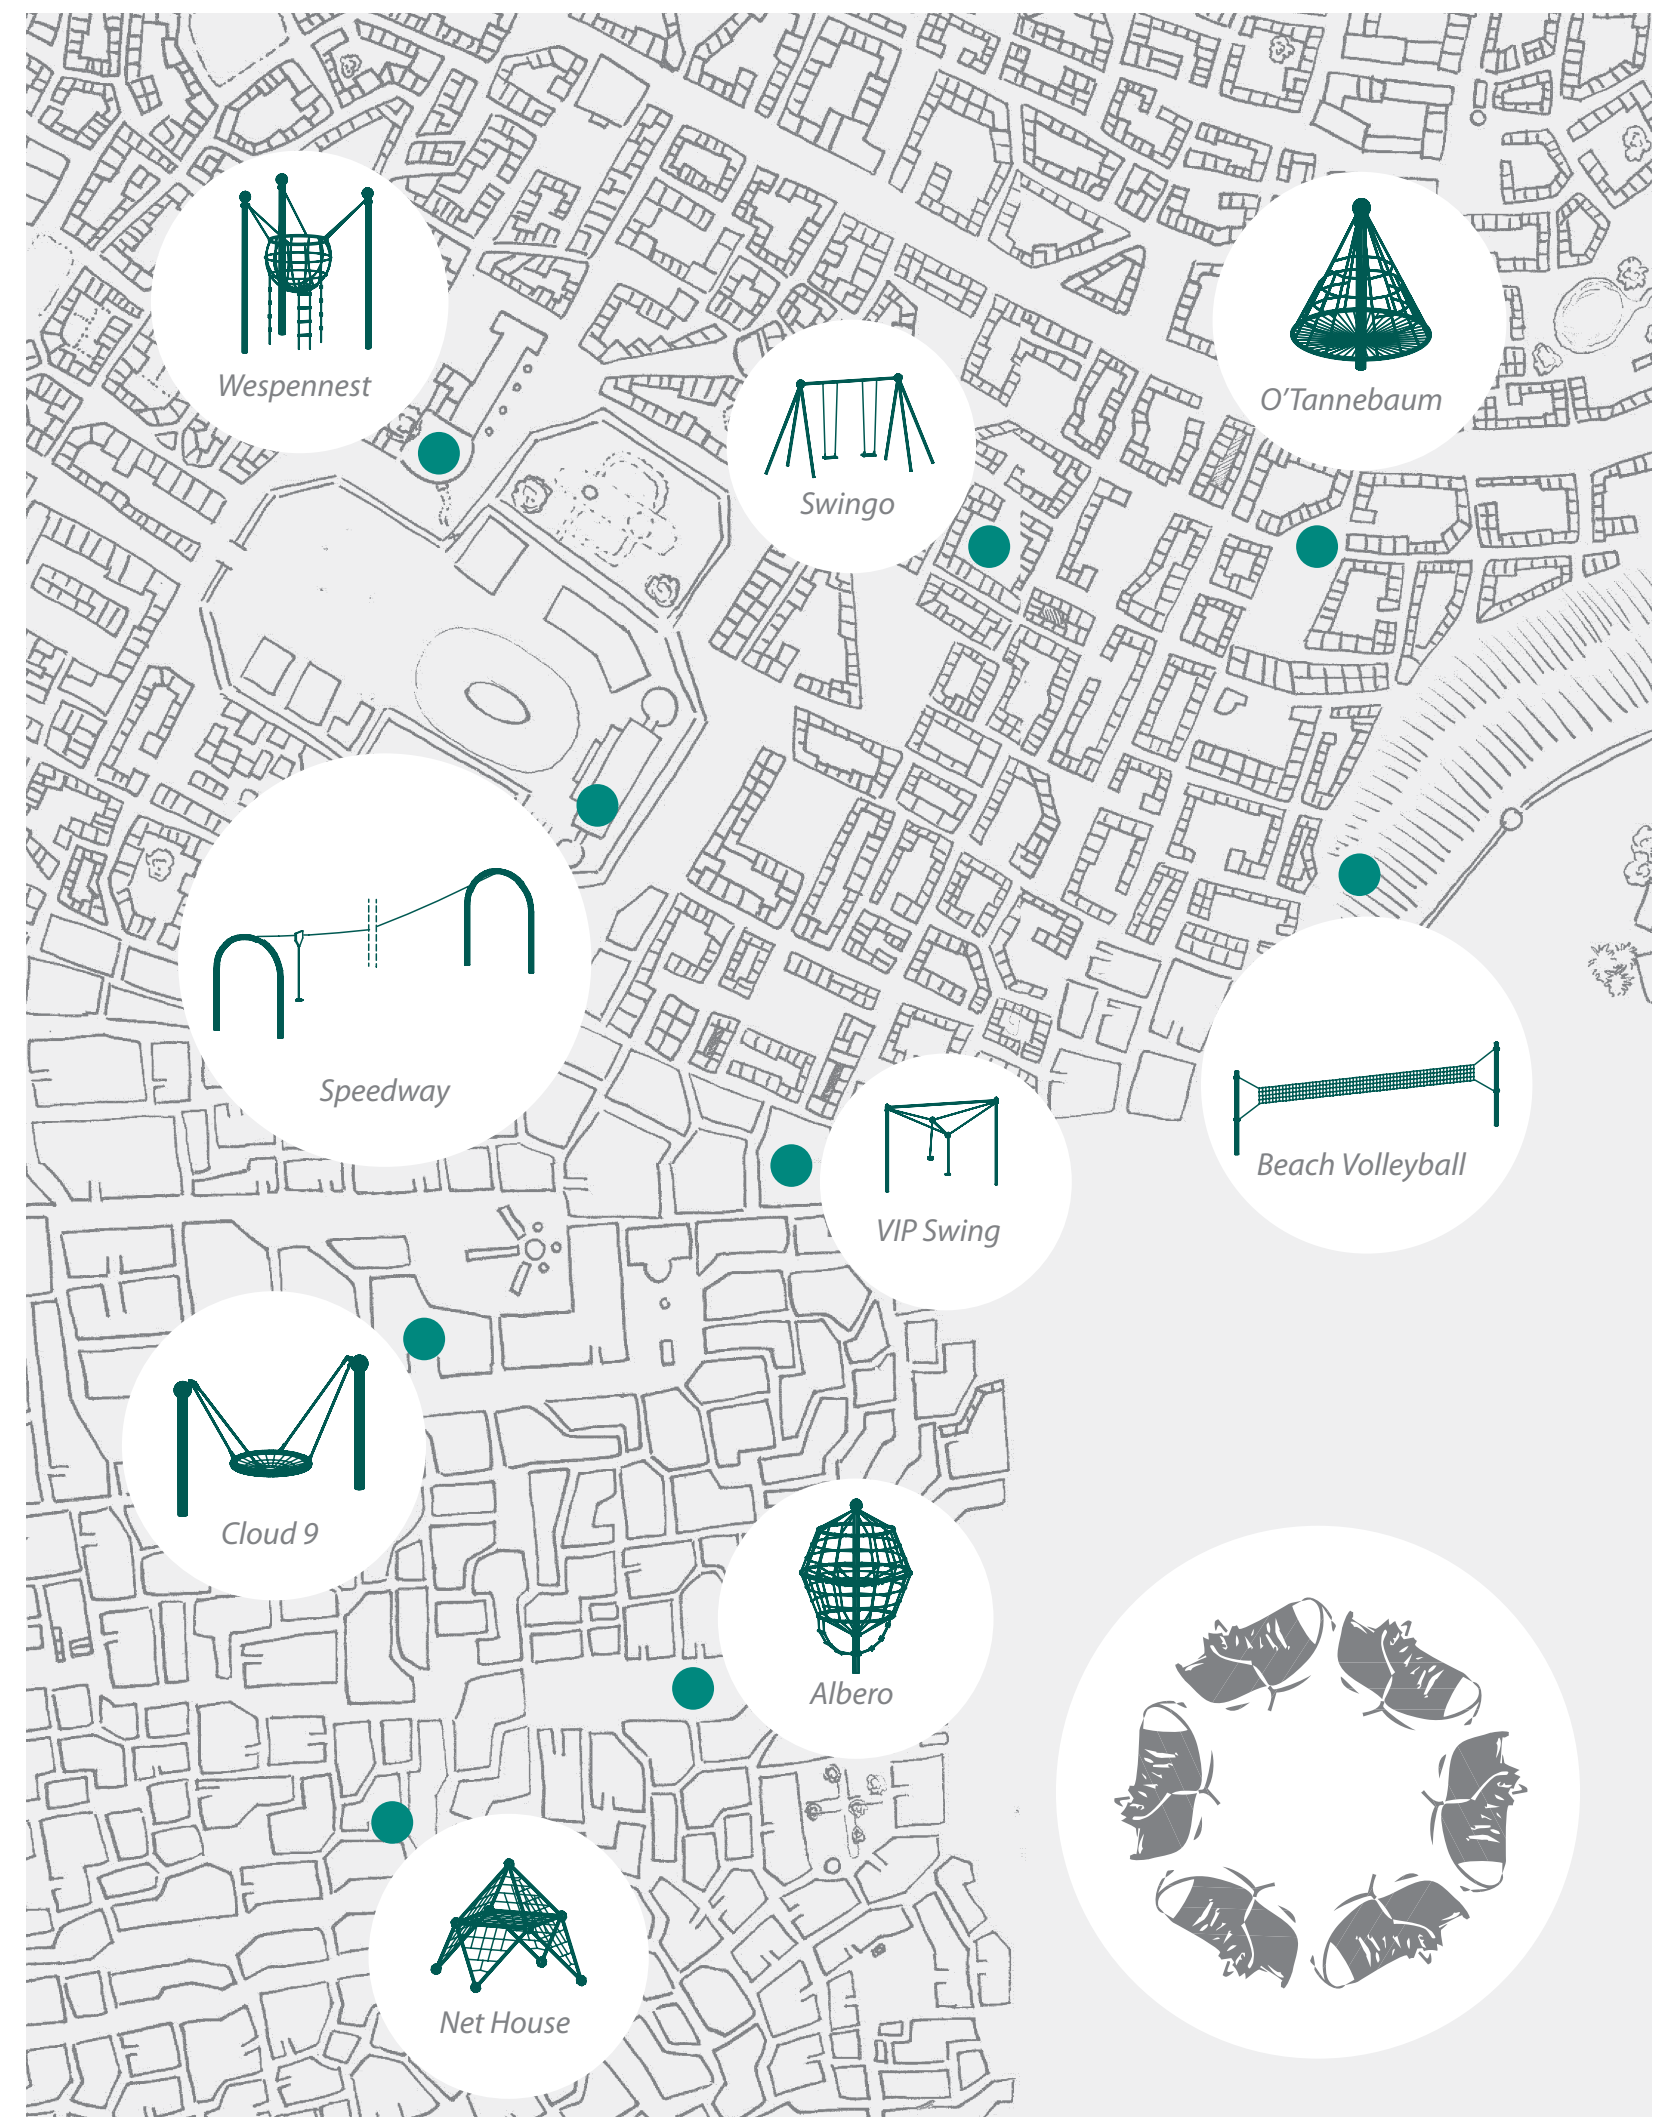 Wespennest
O'Tannebaum
Swingo
Speedway
Beach Volleyball
VIP Swing
Cloud 9
Albero
Net House